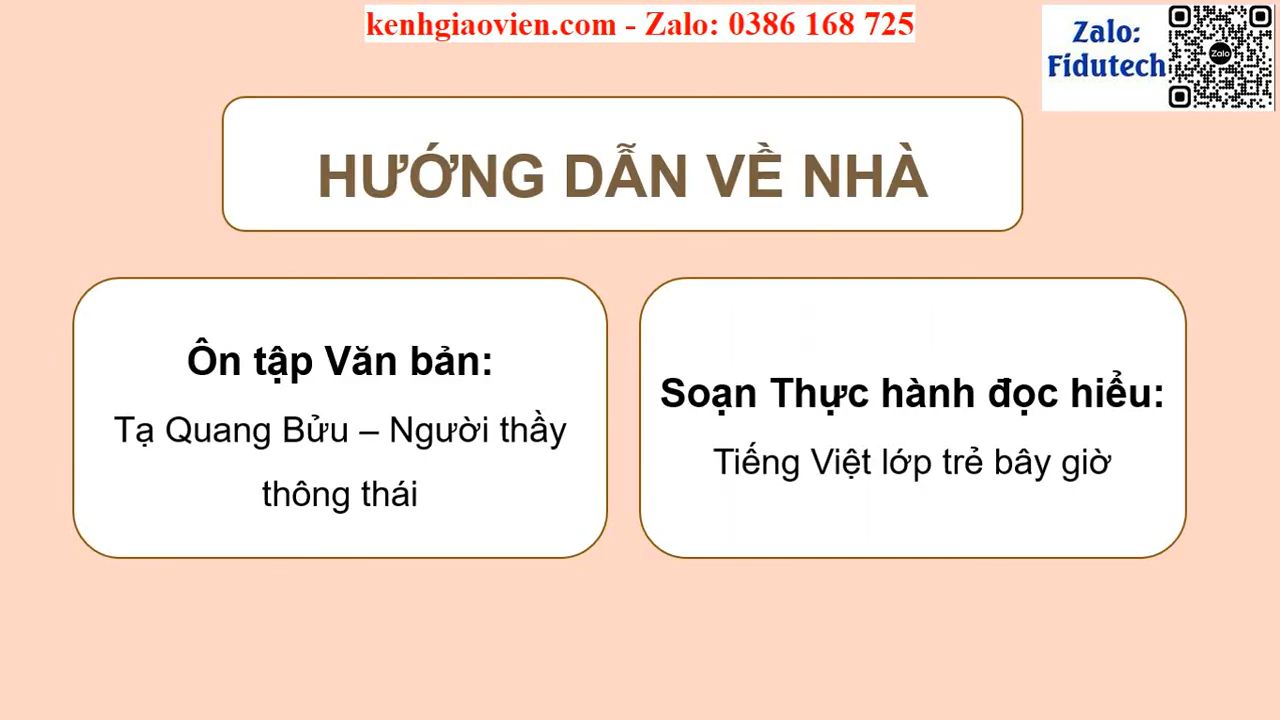 kenhgiaovien.com - Zalo: 0386 168 725
Zalo:
Fidutech
Zalo
HƯỚNG DẪN VỀ NHÀ
Ôn tập Văn bản:
Tạ Quang Bửu – Người thầy
thông thái
Soạn Thực hành đọc hiểu:
Tiếng Việt lớp trẻ bây giờ